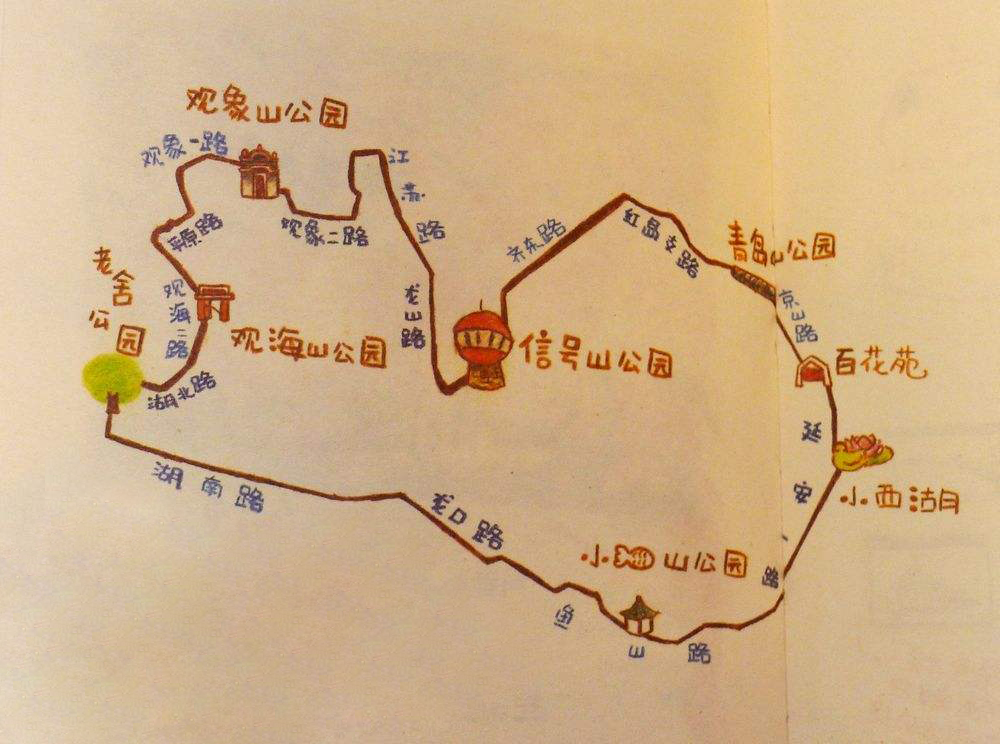 观象山公园
观象一路
江苏路
观象二路
平原路
齐东路
红岛支路
青岛山公园
老舍公园
观海二路
观海山公园
龙山路
信号山公园
京山路
百花苑
湖北路
延安路
小西湖
湖南路
龙口路
小山公园
鱼山路